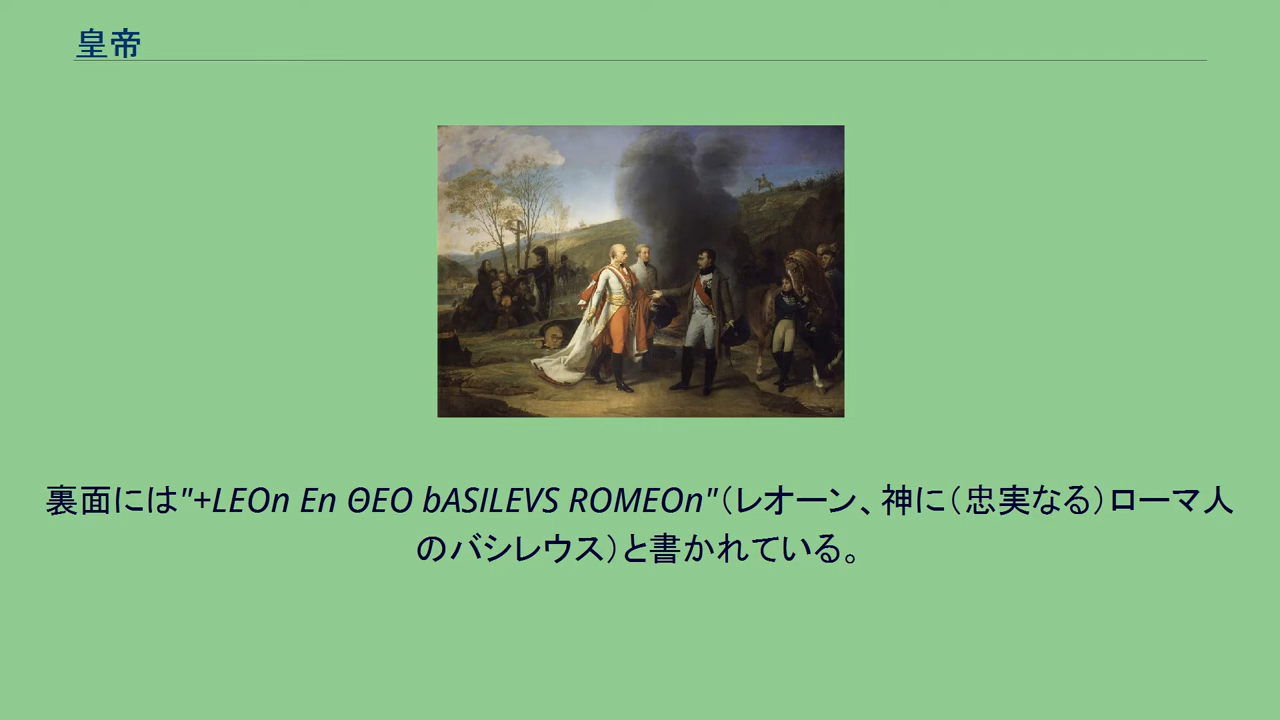 皇帝
裏面には"+LEOn En ΘEO bASILEVS ROMEOn"（レオーン、神に（忠実なる）ローマ人
のバシレウス）と書かれている。